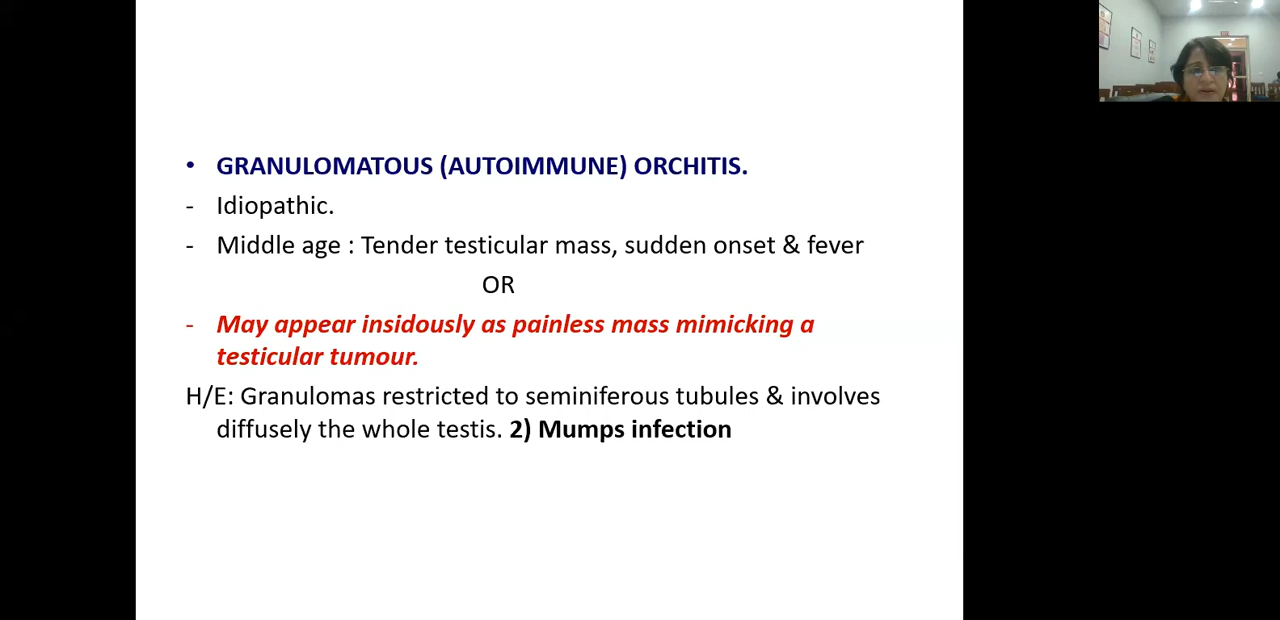 • GRANULOMATOUS (AUTOIMMUNE) ORCHITIS.
- Idiopathic.
- Middle age : Tender testicular mass, sudden onset & fever
OR
- May appear insidously as painless mass mimicking a
testicular tumour.
H/E: Granulomas restricted to seminiferous tubules & involves
diffusely the whole testis. 2) Mumps infection